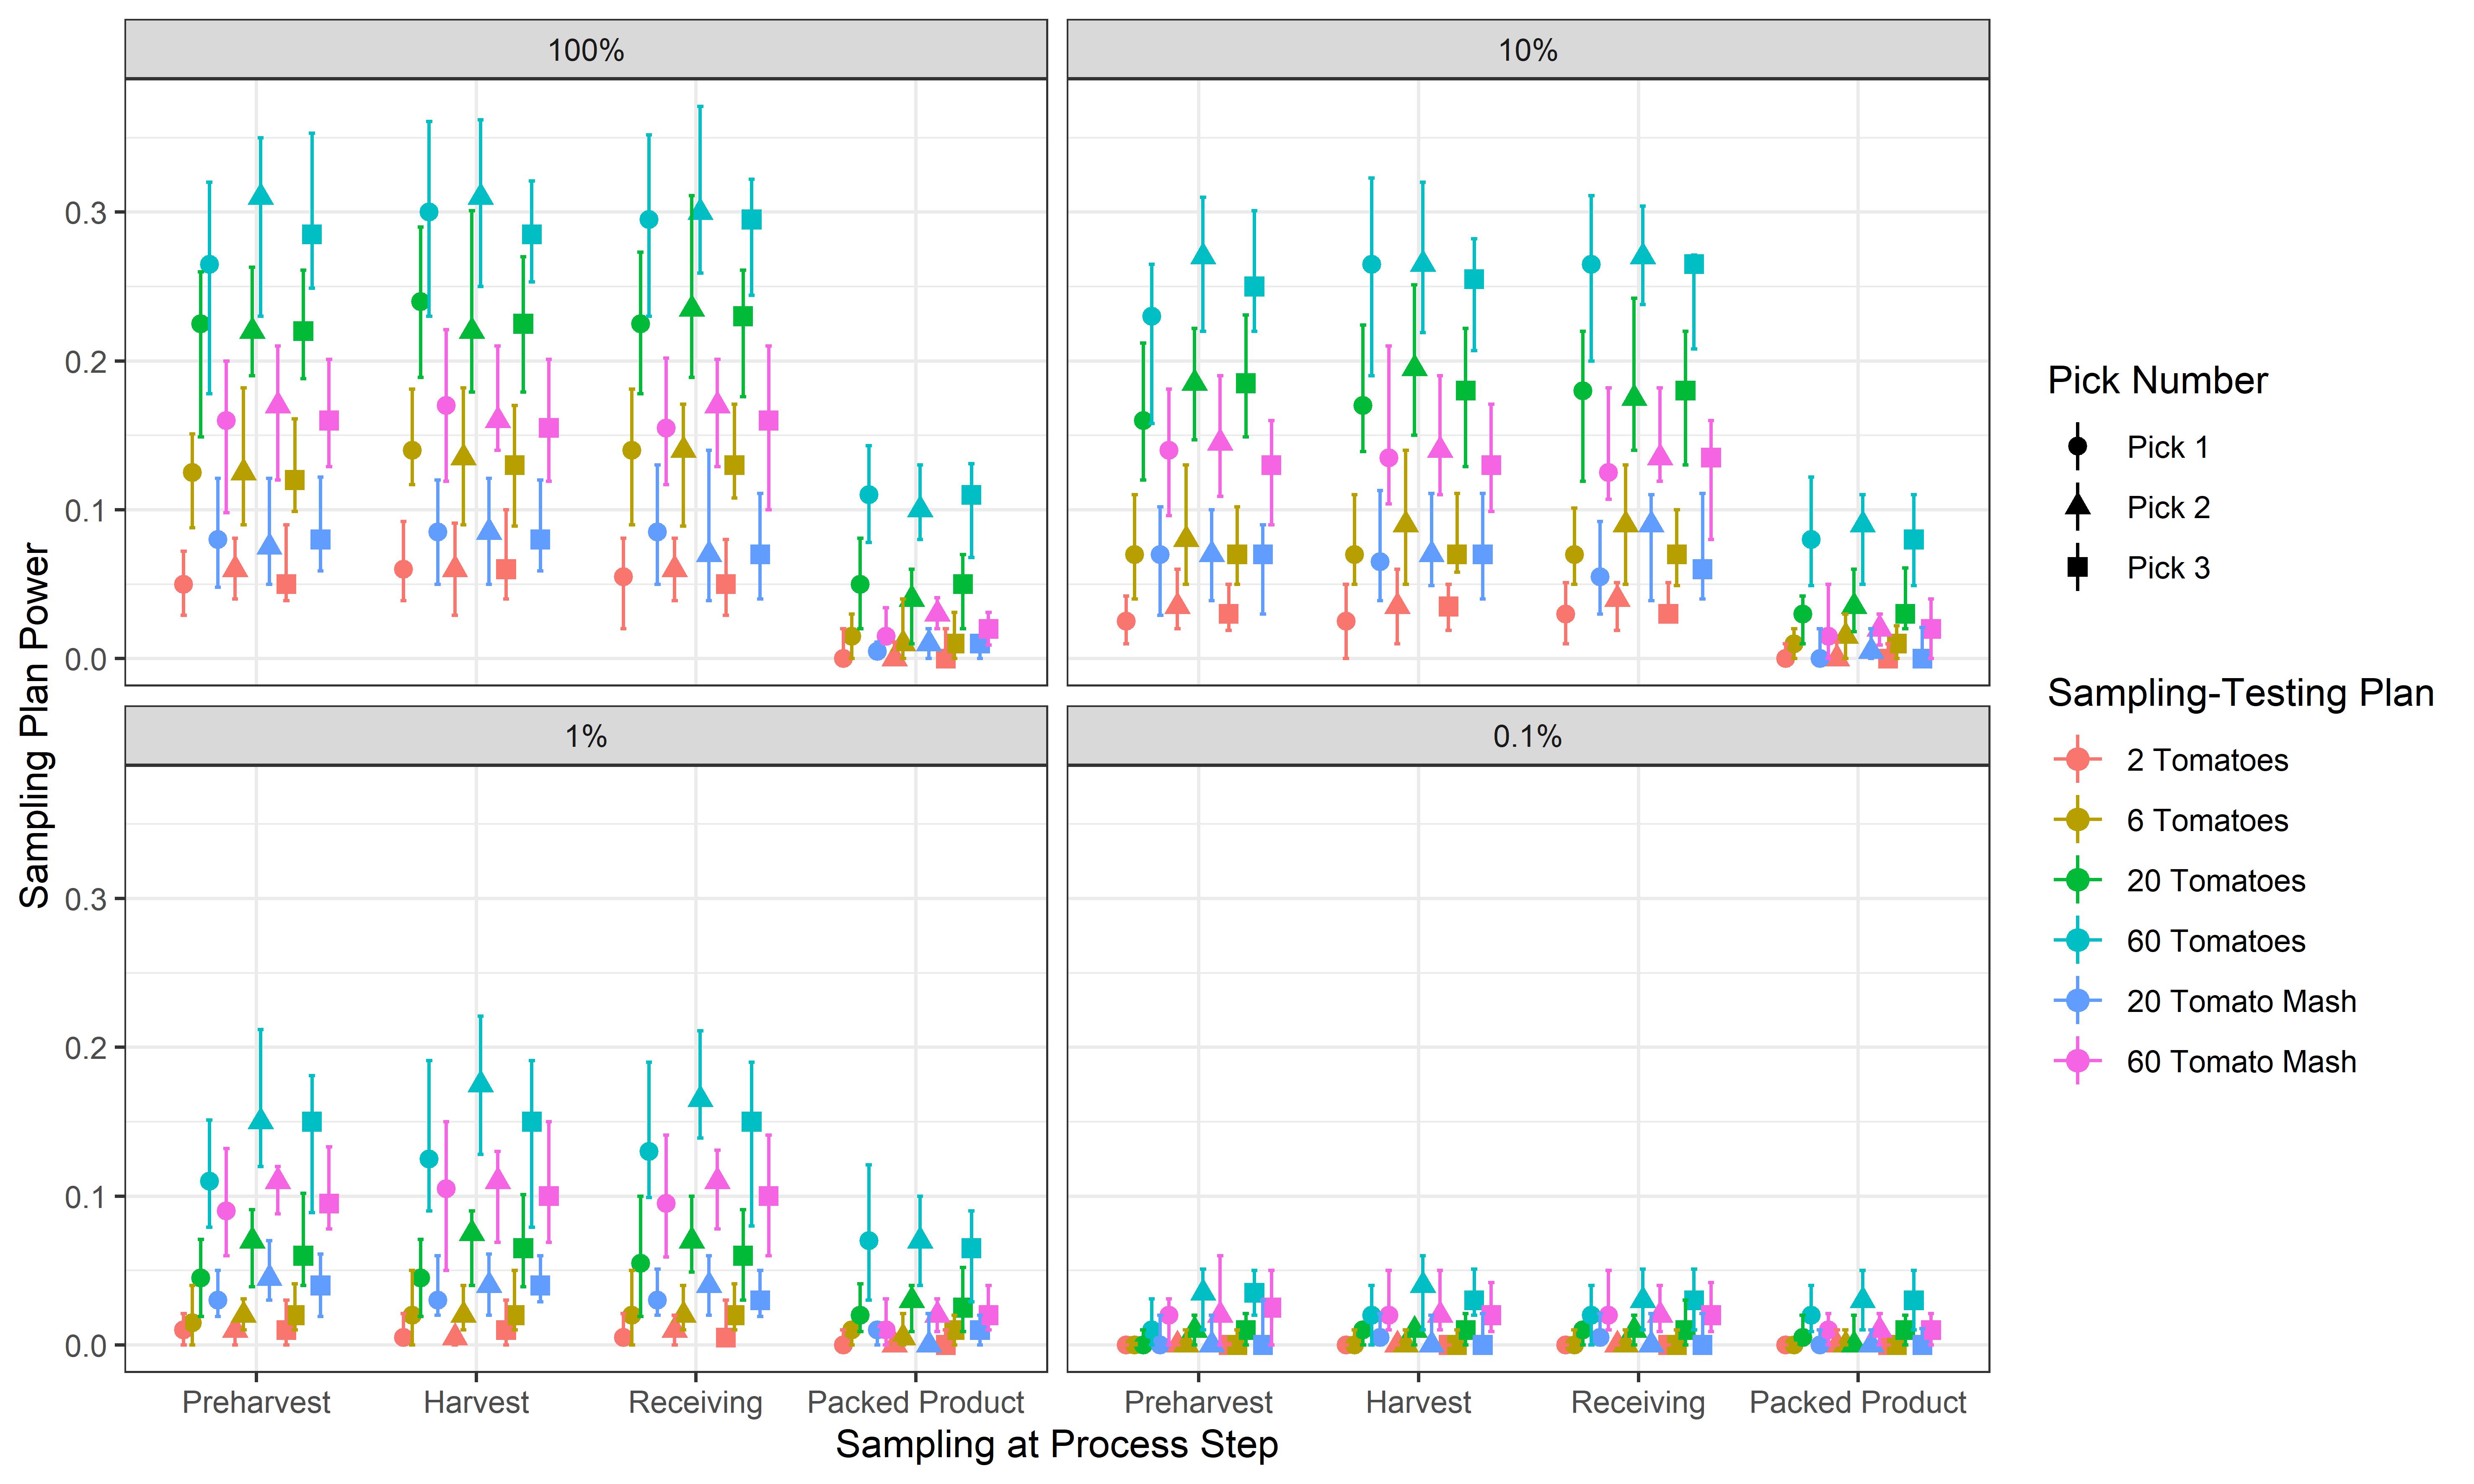 100%
10%
0.3
0.2
0.1
0.0
1%
0.1%
0.3
0.2
0.1
0.0
Sampling Plan Power
Preharvest Harvest Receiving Packed Product
Preharvest Harvest Receiving Packed Product
Sampling at Process Step
Pick Number
Pick 1
Pick 2
Pick 3
Sampling-Testing Plan
2 Tomatoes
6 Tomatoes
20 Tomatoes
60 Tomatoes
20 Tomato Mash
60 Tomato Mash